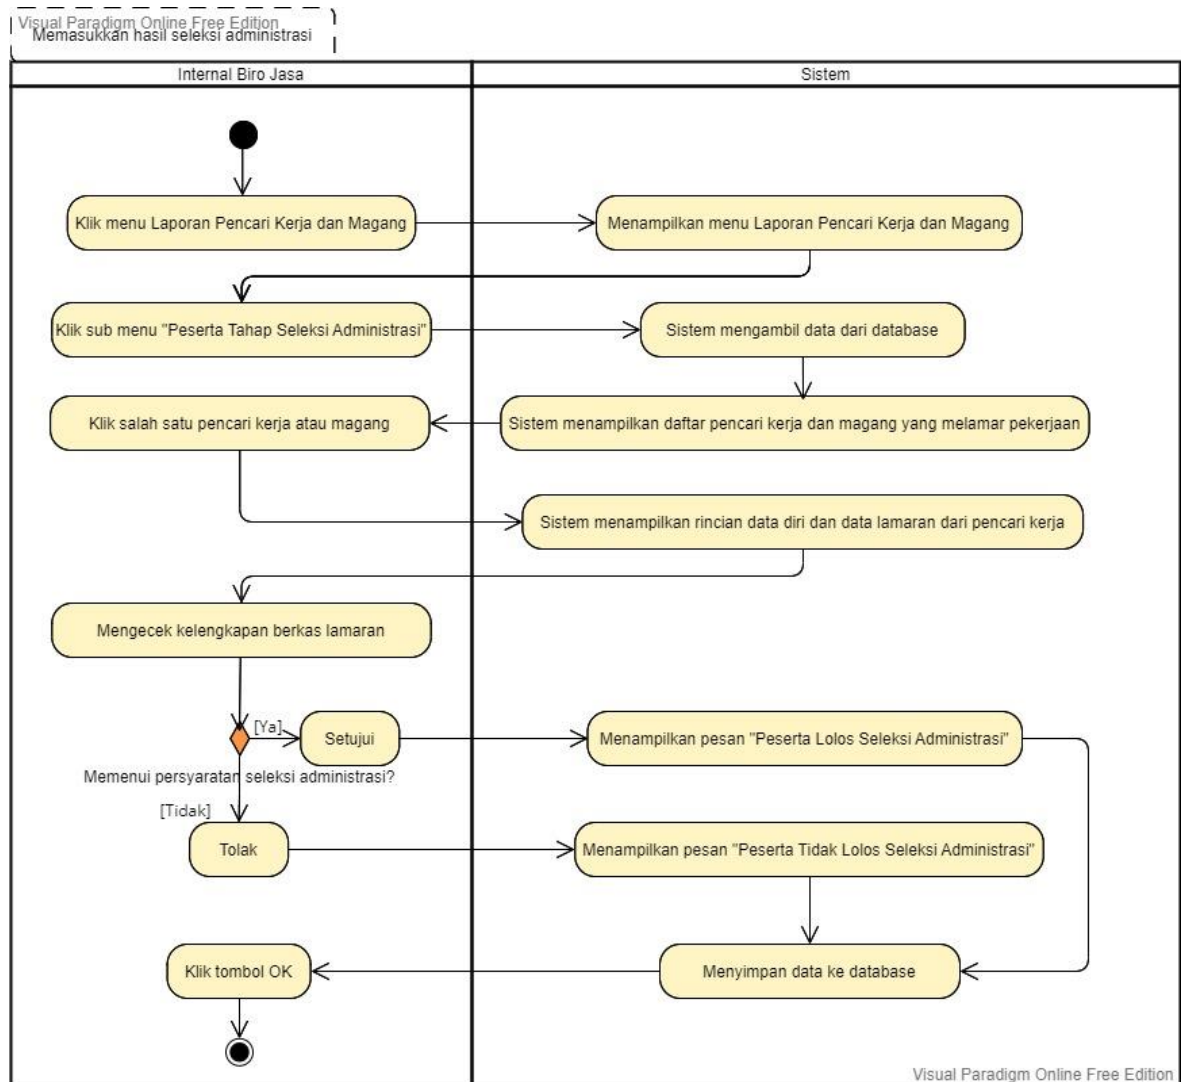 Visual Paradigm Online Free Edition
Memasukkan hasil seleksi administrasi
Internal Biro Jasa
Sistem
Klik menu Laporan Pencari Kerja dan Magang
Menampilkan menu Laporan Pencari Kerja dan Magang
Klik sub menu "Peserta Tahap Seleksi Administrasi"
Sistem mengambil data dari database
Klik salah satu pencari kerja atau magang
Sistem menampilkan daftar pencari kerja dan magang yang melamar pekerjaan
Sistem menampilkan rincian data diri dan data lamaran dari pencari kerja
Mengecek kelengkapan berkas lamaran
[Ya]
Setujui
Menampilkan pesan "Peserta Lolos Seleksi Administrasi"
Memenui persyaratan seleksi administrasi?
[Tidak]
Tolak
Menampilkan pesan "Peserta Tidak Lolos Seleksi Administrasi"
Klik tombol OK
Menyimpan data ke database
Visual Paradigm Online Free Edition